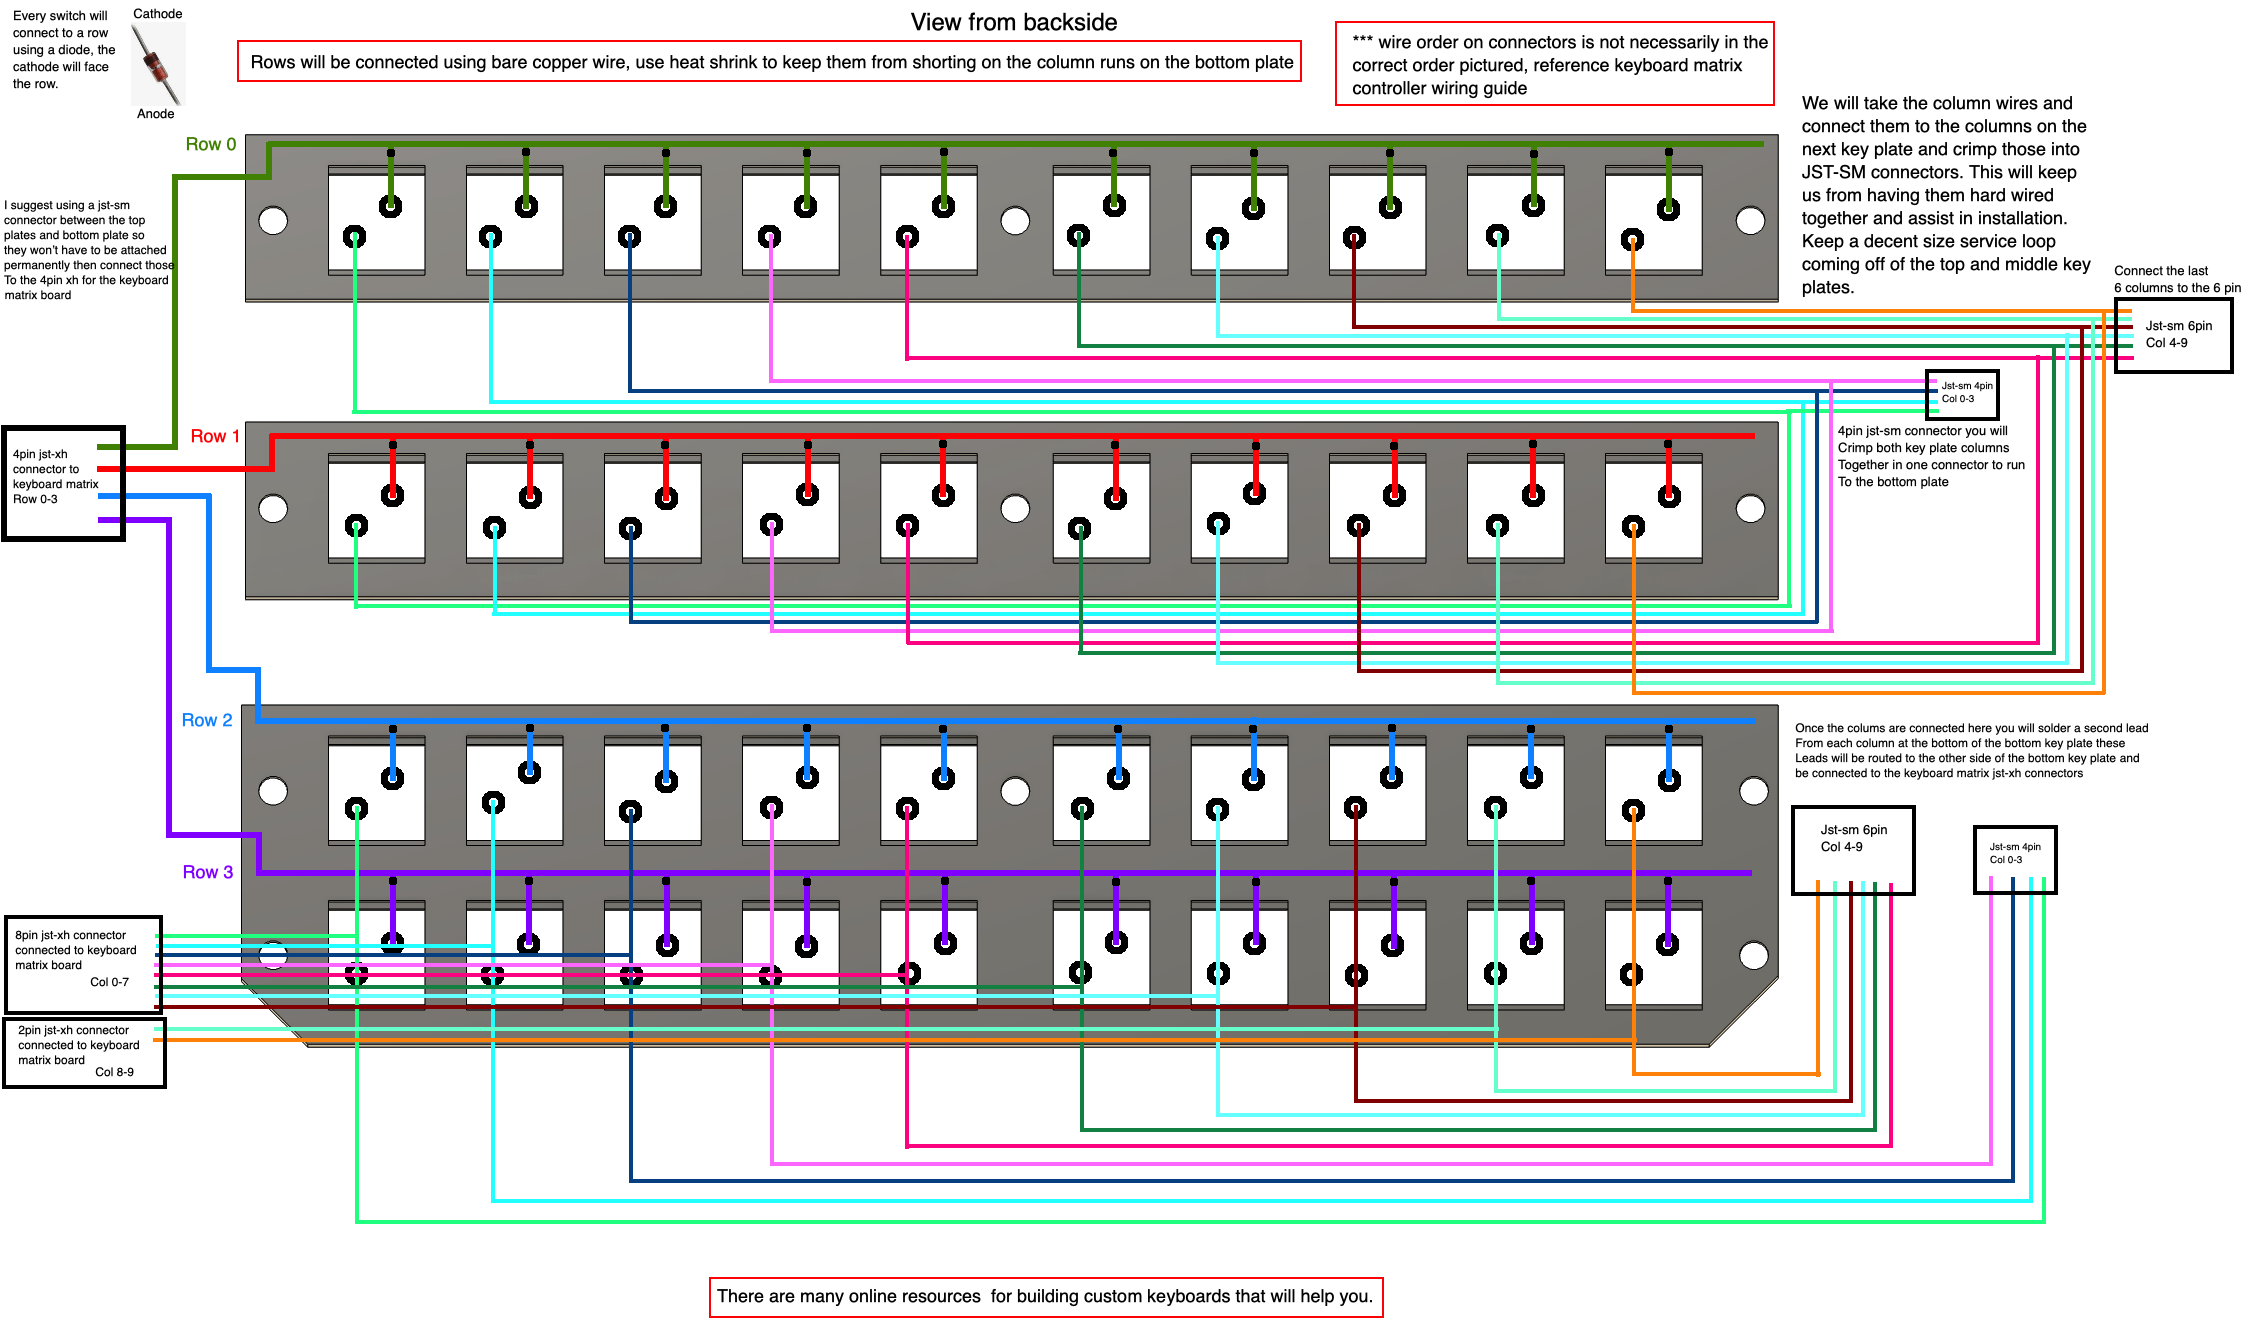 Every switch will
connect to a row
using a diode, the
cathode will face
the row.
Cathode
Anode
View from backside
Rows will be connected using bare copper wire, use heat shrink to keep them from shorting on the column runs on the bottom plate
*** wire order on connectors is not necessarily in the
correct order pictured, reference keyboard matrix
controller wiring guide
We will take the column wires and
connect them to the columns on the
next key plate and crimp those into
JST-SM connectors. This will keep
us from having them hard wired
together and assist in installation.
Keep a decent size service loop
coming off of the top and middle key
plates.
Row 0
I suggest using a jst-sm
connector between the top
plates and bottom plate so
they won't have to be attached
permanently then connect those
To the 4pin xh for the keyboard
matrix board
Connect the last
6 columns to the 6 pin
Jst-sm 6pin
Col 4-9
Jst-sm 4pin
Col 0-3
4pin jst-sm connector you will
Crimp both key plate columns
Together in one connector to run
To the bottom plate
Row 1
4pin jst-xh
connector to
keyboard matrix
Row 0-3
Row 2
Once the colums are connected here you will solder a second lead
From each column at the bottom of the bottom key plate these
Leads will be routed to the other side of the bottom key plate and
be connected to the keyboard matrix jst-xh connectors
Jst-sm 6pin
Col 4-9
Jst-sm 4pin
Col 0-3
Row 3
8pin jst-xh connector
connected to keyboard
matrix board
Col 0-7
2pin jst-xh connector
connected to keyboard
matrix board
Col 8-9
There are many online resources  for building custom keyboards that will help you.